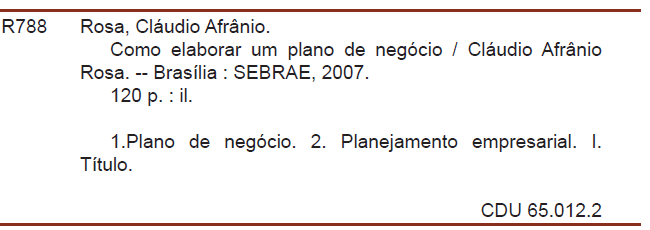 R788 Rosa, Cláudio Afrânio.
Como elaborar um plano de negócio / Cláudio Afrânio
Rosa. -- Brasília : SEBRAE, 2007.
120 p. : il.
1.Plano de negócio. 2. Planejamento empresarial. I.
Título.
CDU 65.012.2